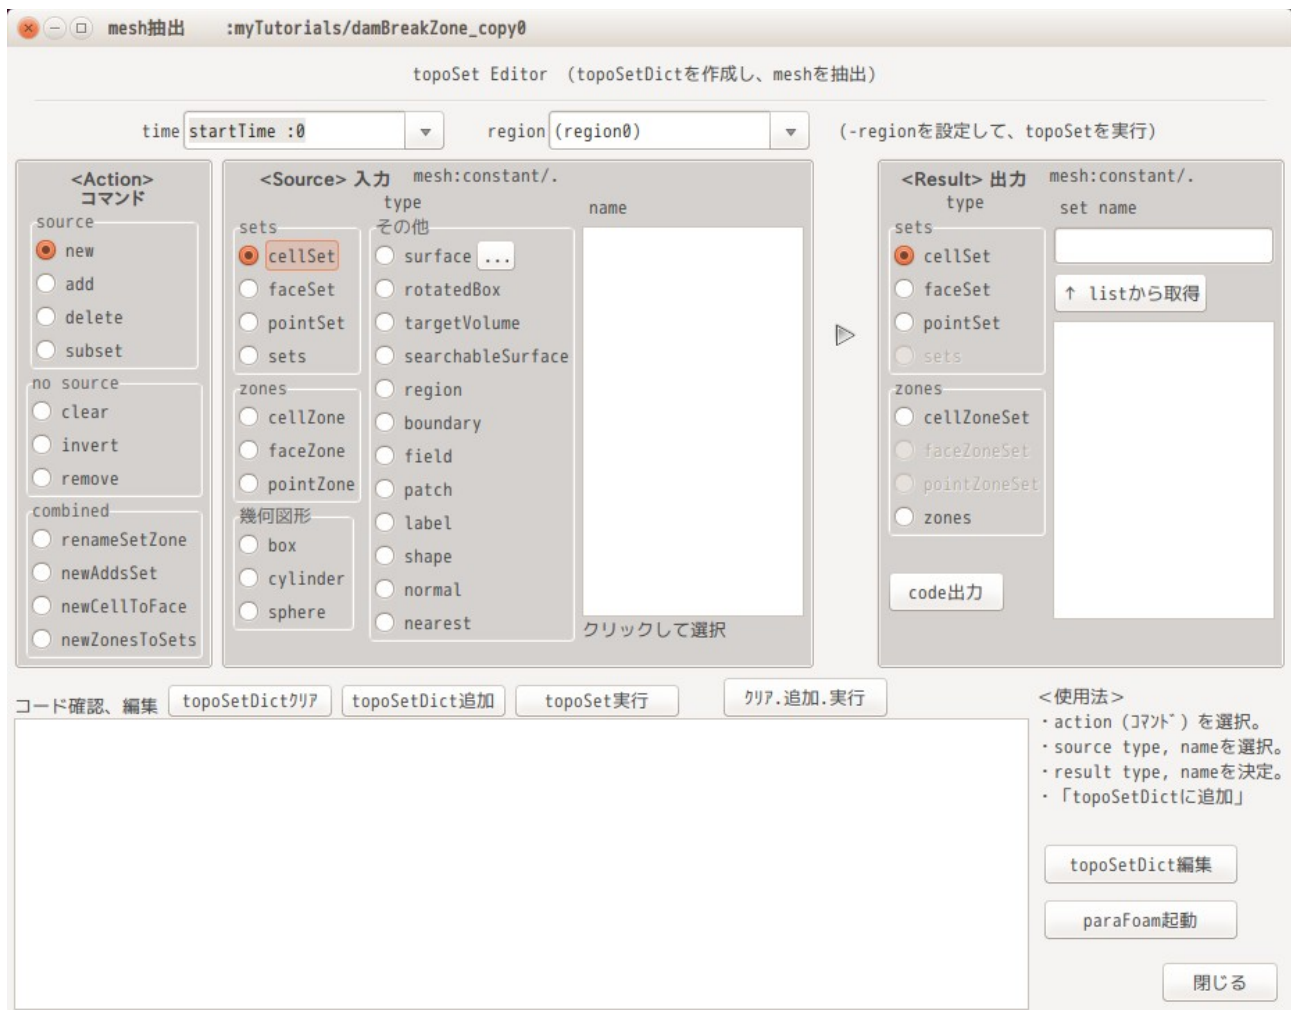 mesh抽出 :myTutorials/damBreakZone_copy0
topoSet Editor （topoSetDictを作成し、meshを抽出）
time startTime :0 region (region0) (-regionを設定して、topoSetを実行)
<Action>
コマンド
source
new
add
delete
subset
no source
clear
invert
remove
combined
renameSetZone
newAddsSet
newCellToFace
newZonesToSets
<Source> 入力 mesh:constant/.
type
name
sets
cellSet
faceSet
pointSet
sets
zones
cellZone
faceZone
pointZone
幾何図形
box
cylinder
sphere
その他
surface ...
rotatedBox
targetVolume
searchableSurface
region
boundary
field
patch
label
shape
normal
nearest
クリックして選択
<Result> 出力 mesh:constant/.
type
set name
sets
cellSet
faceSet
pointSet
sets
zones
cellZoneSet
faceZoneSet
pointZoneSet
zones
code出力
↑ listから取得
コード確認、編集 topoSetDictｸﾘｱ topoSetDict追加 topoSet実行 ｸﾘｱ.追加.実行
＜使用法＞
・action (ｺﾏﾝﾄﾞ) を選択。
・source type, nameを選択。
・result type, nameを決定。
・「topoSetDictに追加」
topoSetDict編集
paraFoam起動
閉じる